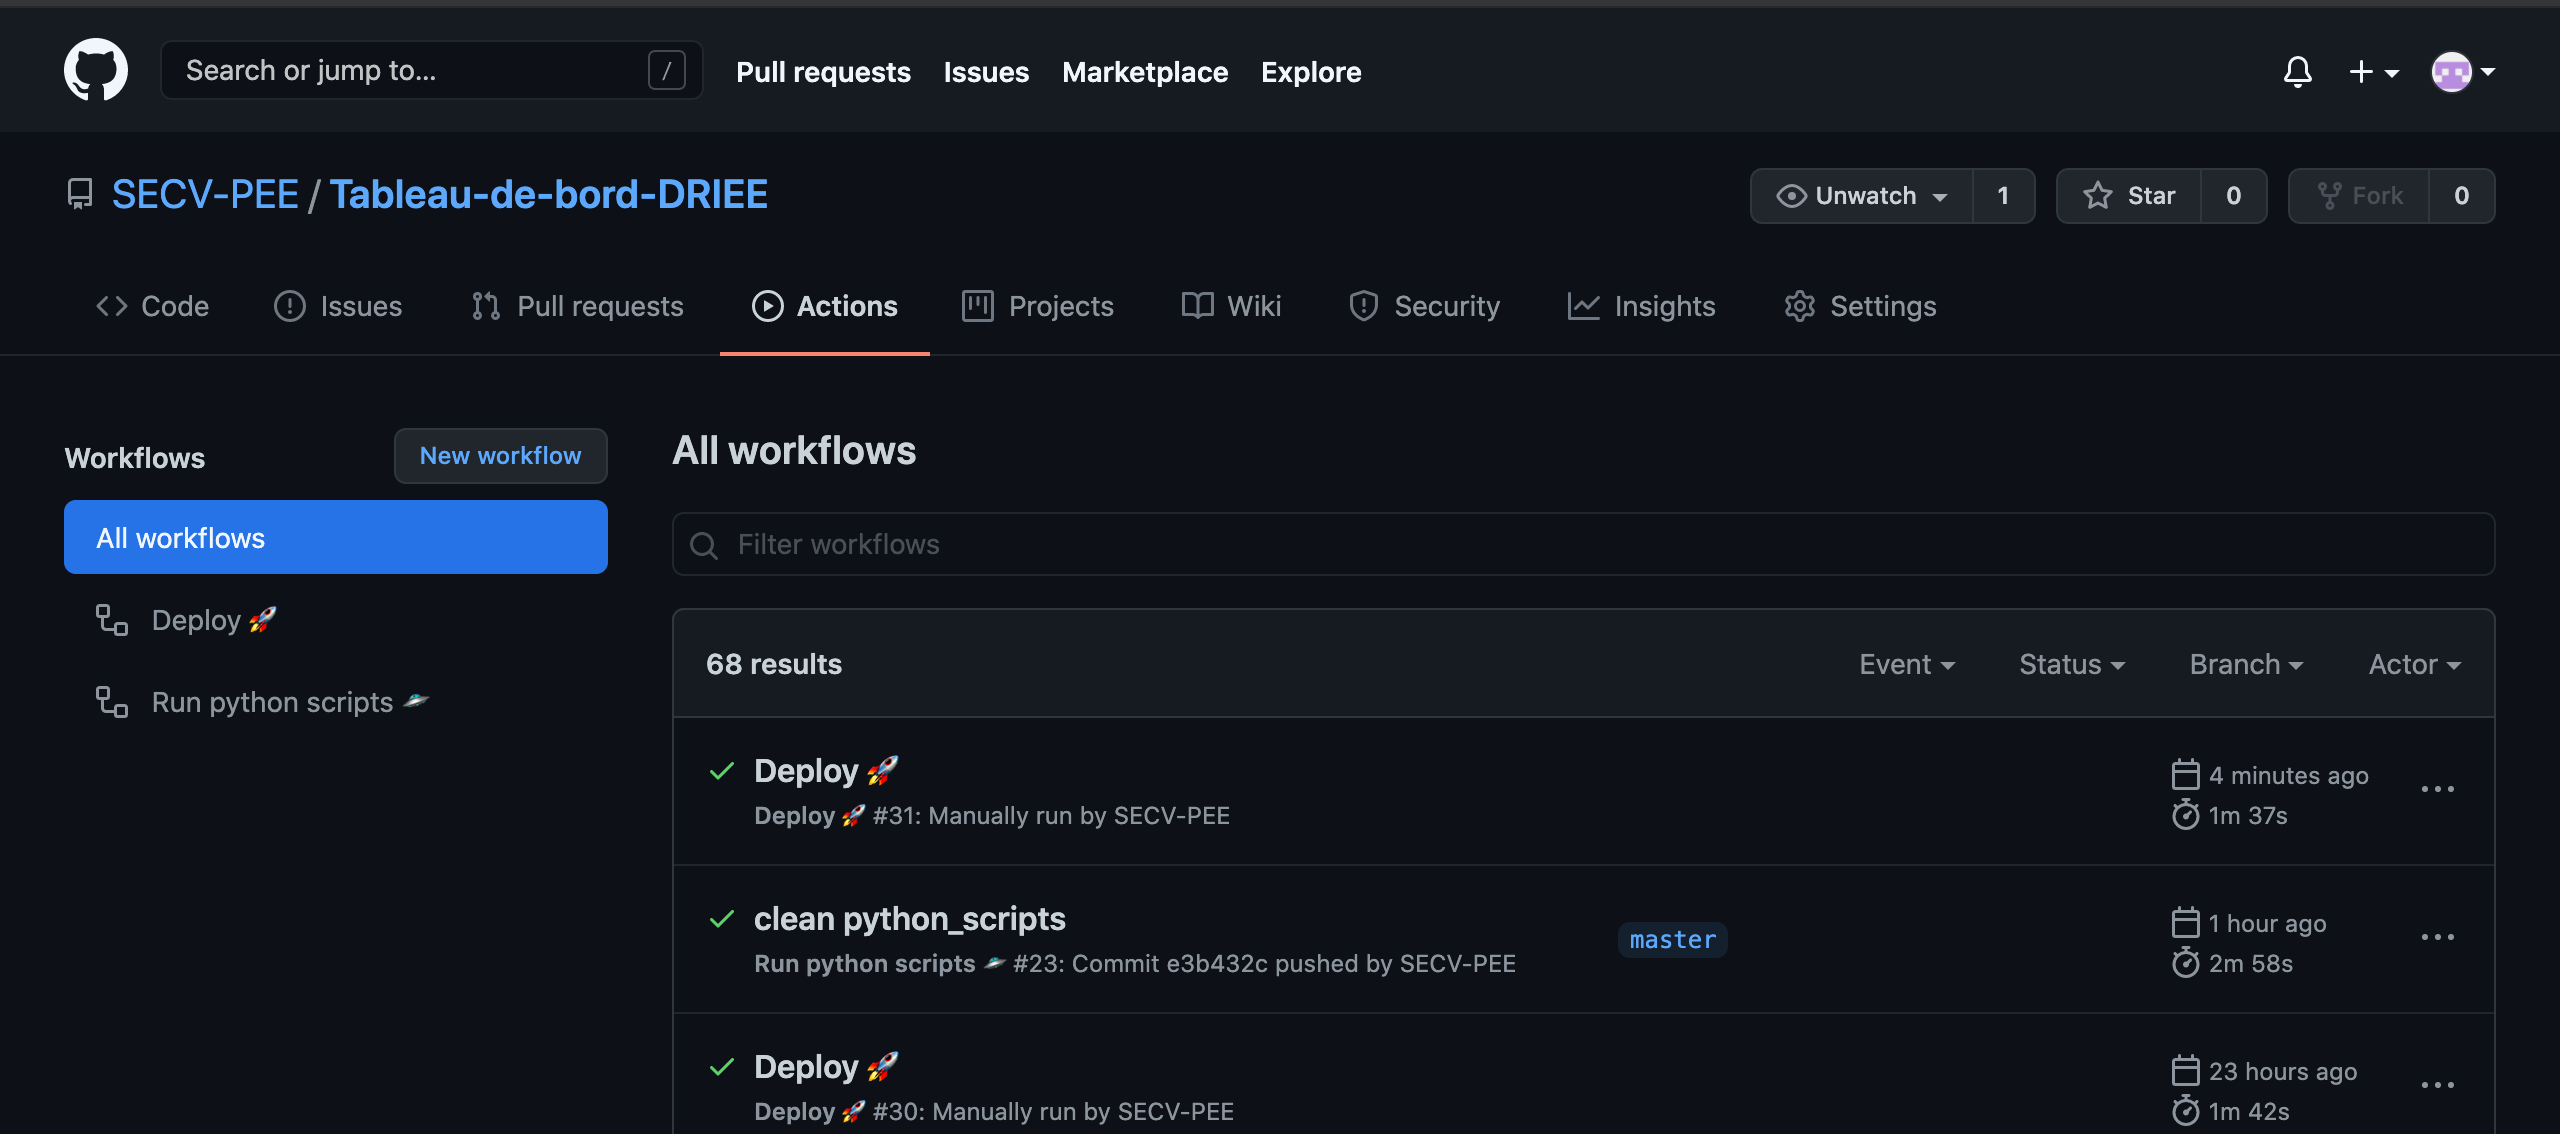 Search or jump to... /
Pull requests Issues Marketplace Explore
SECV-PEE / Tableau-de-bord-DRIEE
Unwatch 1 Star 0 Fork 0
Code Issues Pull requests Actions Projects Wiki Security Insights Settings
Workflows New workflow
All workflows
Deploy 🚀
Run python scripts 🛸
All workflows
Filter workflows
68 results Event Status Branch Actor
Deploy 🚀
Deploy 🚀 #31: Manually run by SECV-PEE
4 minutes ago
1m 37s
clean python_scripts
Run python scripts 🛸 #23: Commit e3b432c pushed by SECV-PEE
master
1 hour ago
2m 58s
Deploy 🚀
Deploy 🚀 #30: Manually run by SECV-PEE
23 hours ago
1m 42s